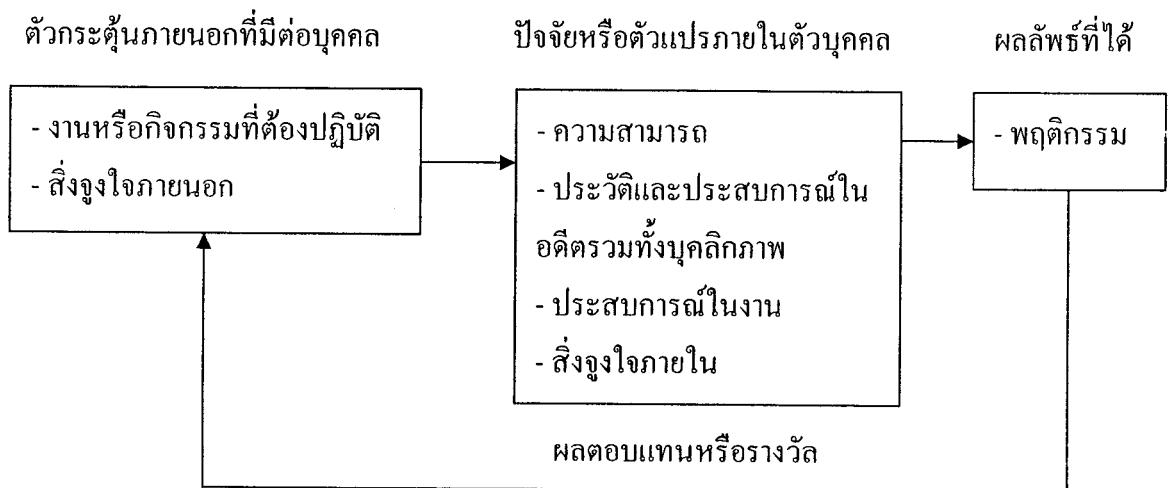 ตัวกระตุ้นภายนอกที่มีต่อบุคคล
- งานหรือกิจกรรมที่ต้องปฏิบัติ
- สิ่งจูงใจภายนอก
ปัจจัยหรือตัวแปรภายในตัวบุคคล
- ความสามารถ
- ประวัติและประสบการณ์ใน
อดีตรวมทั้งบุคลิกภาพ
- ประสบการณ์ในงาน
- สิ่งจูงใจภายใน
ผลลัพธ์ที่ได้
- พฤติกรรม
ผลตอบแทนหรือรางวัล